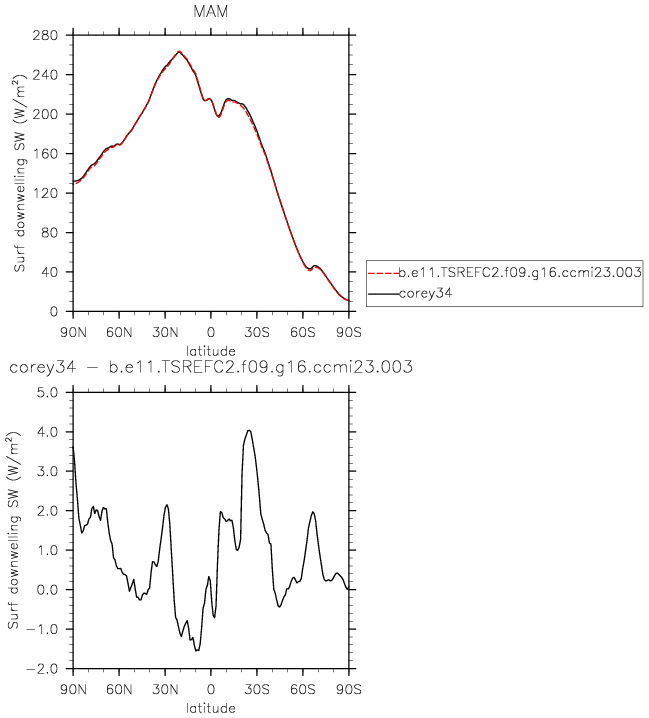 MAM
280
240
200
160
120
80
40
0
Surf downwelling SW (W/m²)
90N 60N 30N 0 30S 60S 90S
latitude
b.e11.TSREFC2.f09.g16.ccmi23.003
corey34
corey34 − b.e11.TSREFC2.f09.g16.ccmi23.003
5.0
4.0
3.0
2.0
1.0
0.0
−1.0
−2.0
Surf downwelling SW (W/m²)
90N 60N 30N 0 30S 60S 90S
latitude